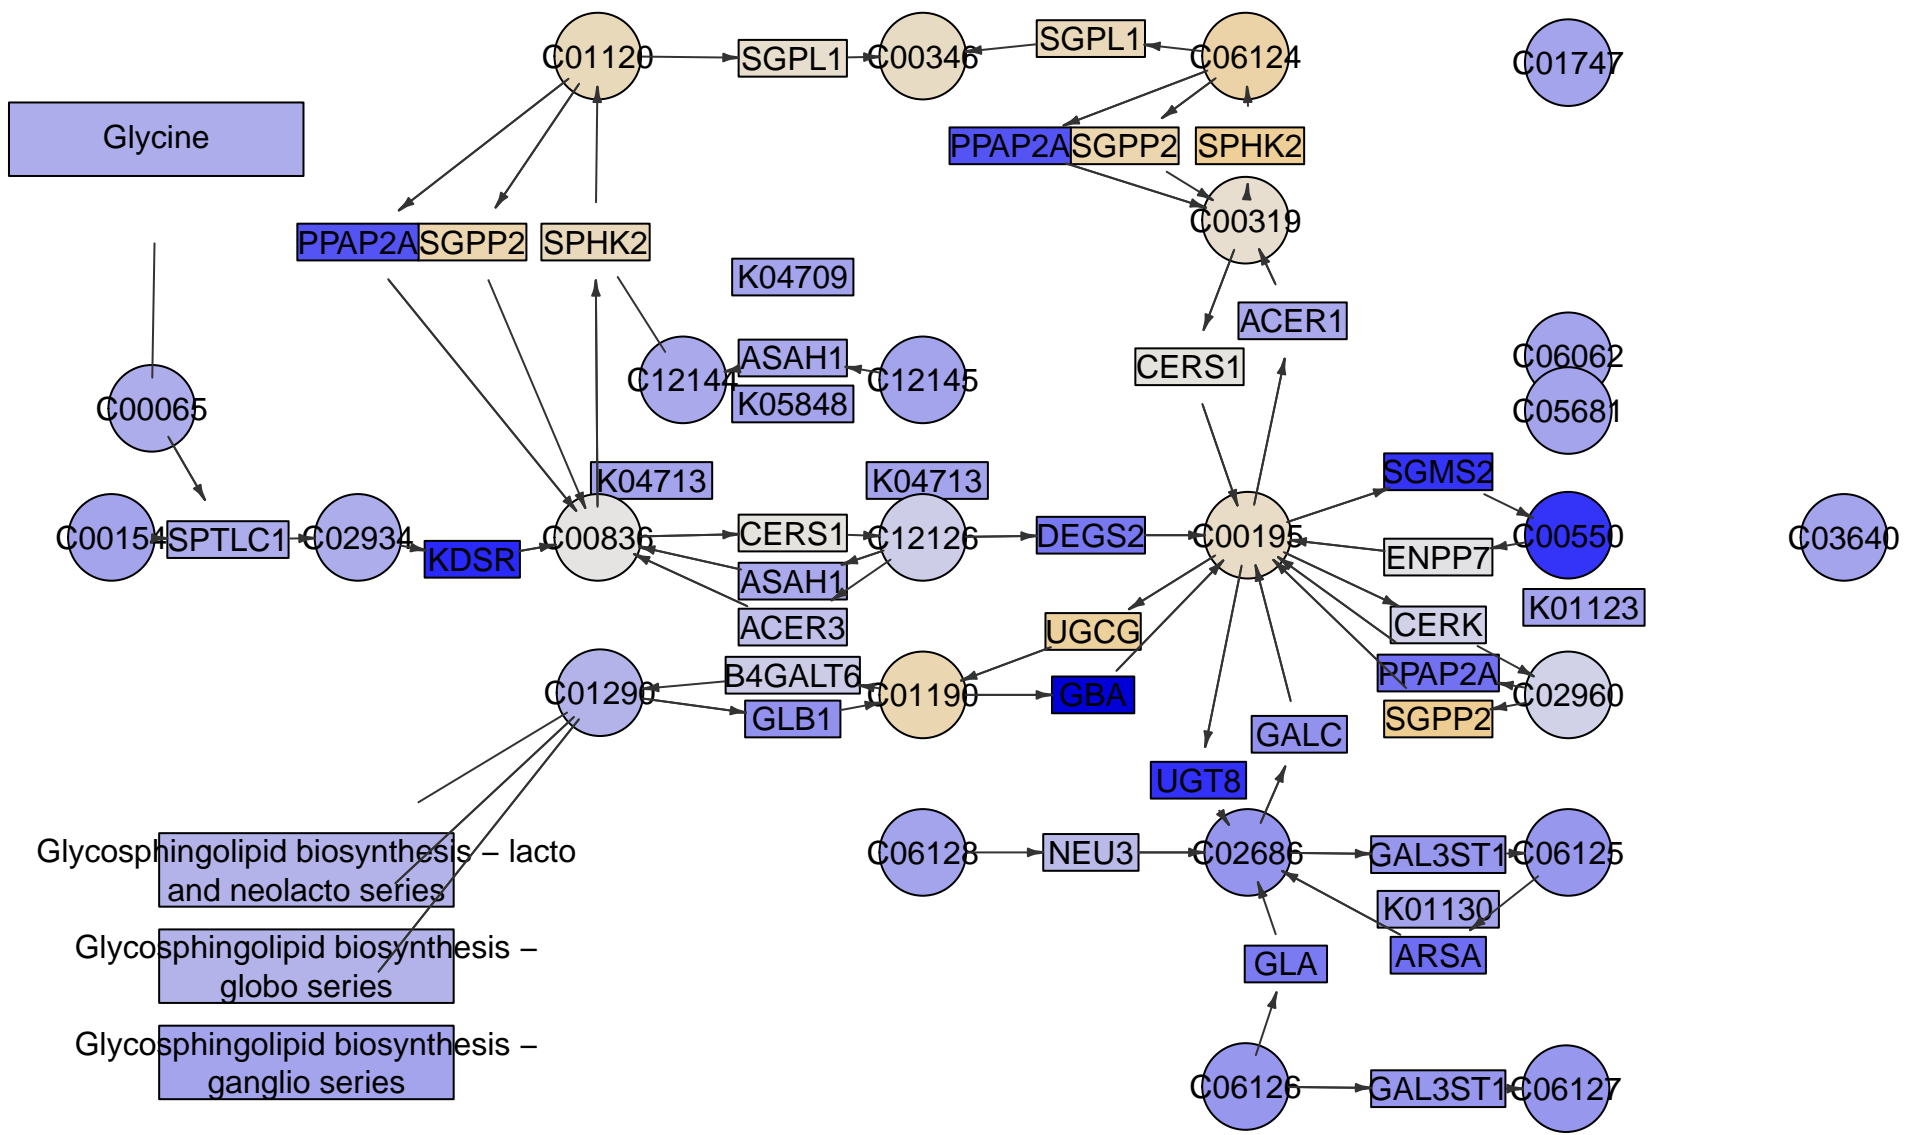 C01120
SGPL1
C00346
SGPL1
C06124
C01747
Glycine
PPAP2A
SGPP2
SPHK2
C00319
PPAP2A
SGPP2
SPHK2
K04709
ACER1
C12144
ASAH1
C12145
K05848
CERS1
C06062
C05681
C00065
K04713
K04713
SGMS2
C00154
SPTLC1
C02934
KDSR
C00836
CERS1
C12126
DEGS2
C00195
ENPP7
C00550
C03640
ASAH1
ACER3
UGCG
CERK
K01123
C01290
B4GALT6
GLB1
C01190
GBA
PPAP2A
SGPP2
C02960
GALC
UGT8
Glycosphingolipid biosynthesis – lacto
and neolacto series
C06128
NEU3
C02686
GAL3ST1
C06125
K01130
ARSA
Glycosphingolipid biosynthesis –
globo series
GLA
Glycosphingolipid biosynthesis –
ganglio series
C06126
GAL3ST1
C06127